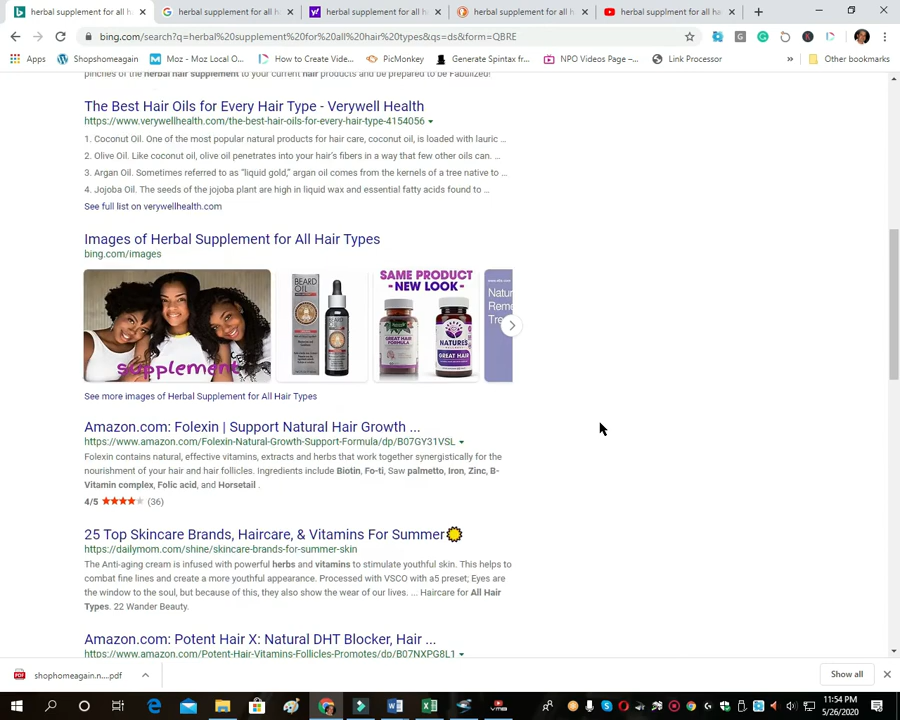 herbal supplement for all h
herbal supplement for all h
herbal supplement for all h
herbal supplement for all h
herbal supplment for all ha
bing.com/search?q=herbal%20supplement%20for%20all%20hair%20types&qs=ds&form=QBRE
Apps
Shopshomeagain
Moz - Moz Local O...
How to Create Vide...
PicMonkey
Generate Spintax fr...
NPO Videos Page –...
Link Processor
»
Other bookmarks
pinches of the herbal hair supplement to your current hair products and be prepared to be Fabulized!
The Best Hair Oils for Every Hair Type - Verywell Health
https://www.verywellhealth.com/the-best-hair-oils-for-every-hair-type-4154056
1. Coconut Oil. One of the most popular natural products for hair care, coconut oil, is loaded with lauric ...
2. Olive Oil. Like coconut oil, olive oil penetrates into your hair's fibers in a way that few other oils can. ...
3. Argan Oil. Sometimes referred to as “liquid gold,” argan oil comes from the kernels of a tree native to ...
4. Jojoba Oil. The seeds of the jojoba plant are high in liquid wax and essential fatty acids found to ...
See full list on verywellhealth.com
Images of Herbal Supplement for All Hair Types
bing.com/images
supplement
BEARD
OIL
SAME PRODUCT
- NEW LOOK -
GREAT HAIR
FORMULA
NATURES
GREAT HAIR
Natur
Reme
Tre
See more images of Herbal Supplement for All Hair Types
Amazon.com: Folexin | Support Natural Hair Growth ...
https://www.amazon.com/Folexin-Natural-Growth-Support-Formula/dp/B07GY31VSL
Folexin contains natural, effective vitamins, extracts and herbs that work together synergistically for the
nourishment of your hair and hair follicles. Ingredients include Biotin, Fo-ti, Saw palmetto, Iron, Zinc, B-
Vitamin complex, Folic acid, and Horsetail .
4/5 (36)
25 Top Skincare Brands, Haircare, & Vitamins For Summer
https://dailymom.com/shine/skincare-brands-for-summer-skin
The Anti-aging cream is infused with powerful herbs and vitamins to stimulate youthful skin. This helps to
combat fine lines and create a more youthful appearance. Processed with VSCO with a5 preset; Eyes are
the window to the soul, but because of this, they also show the wear of our lives. ... Haircare for All Hair
Types. 22 Wander Beauty.
Amazon.com: Potent Hair X: Natural DHT Blocker, Hair ...
https://www.amazon.com/Potent-Hair-Vitamins-Follicles-Promotes/dp/B07NXPG8L1
shophomeagain.n....pdf
Show all
11:54 PM
5/26/2020